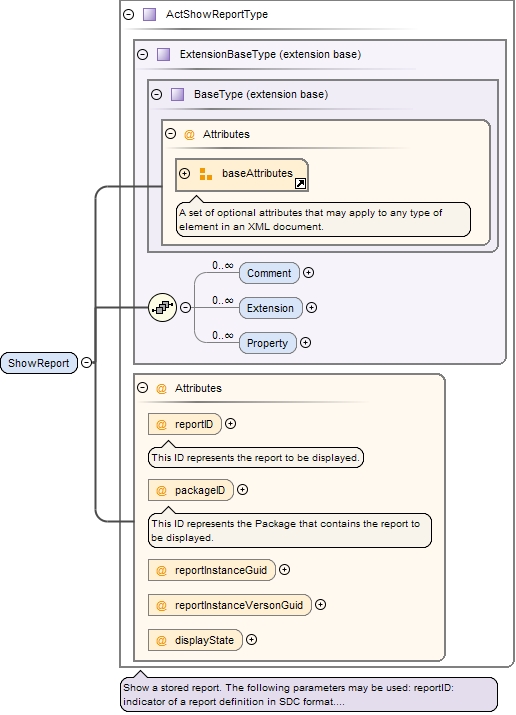 ActShowReportType
ExtensionBaseType (extension base)
BaseType (extension base)
@ Attributes
baseAttributes
A set of optional attributes that may apply to any type of
element in an XML document.
0..∞
Comment
0..∞
Extension
0..∞
Property
ShowReport
@ Attributes
@ reportID
This ID represents the report to be displayed.
@ packageID
This ID represents the Package that contains the report to
be displayed.
@ reportInstanceGuid
@ reportInstanceVersonGuid
@ displayState
Show a stored report. The following parameters may be used: reportID:
indicator of a report definition in SDC format....